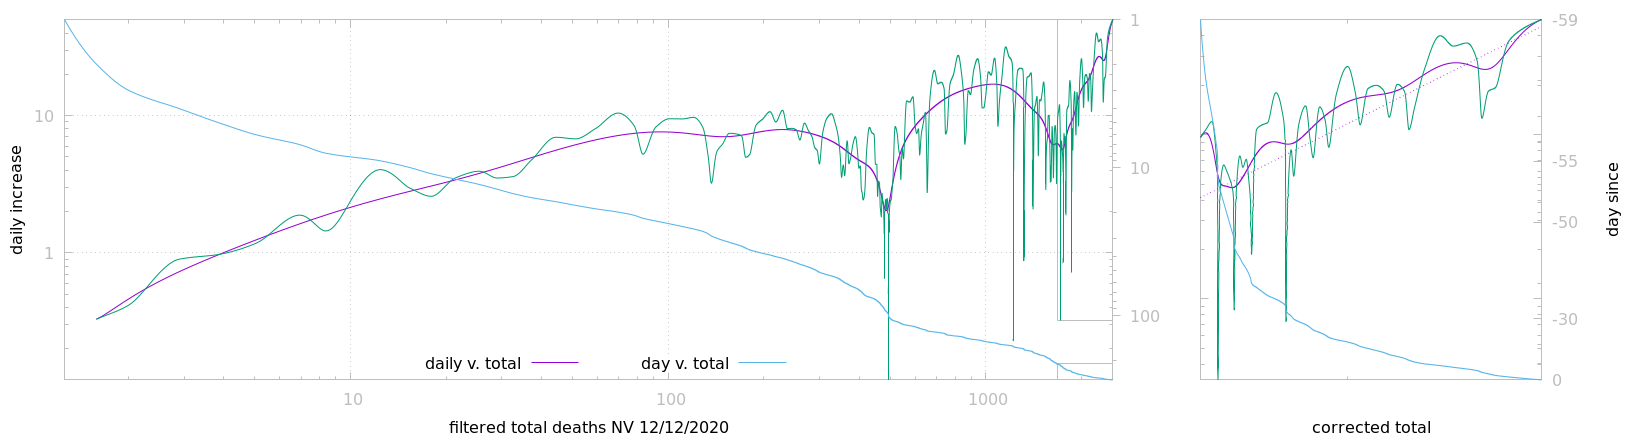 daily increase
10
1
daily v. total
day v. total
10
100
1000
filtered total deaths NV 12/12/2020
1
10
100
-59
-55
-50
-30
0
day since
corrected total